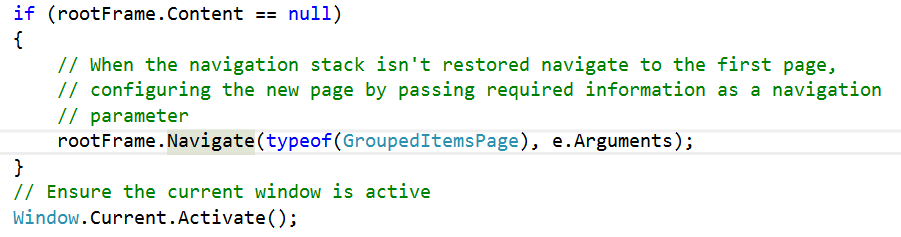 if (rootFrame.Content == null)
{
    // When the navigation stack isn't restored navigate to the first page,
    // configuring the new page by passing required information as a navigation
    // parameter
    rootFrame.Navigate(typeof(GroupedItemsPage), e.Arguments);
}
// Ensure the current window is active
Window.Current.Activate();